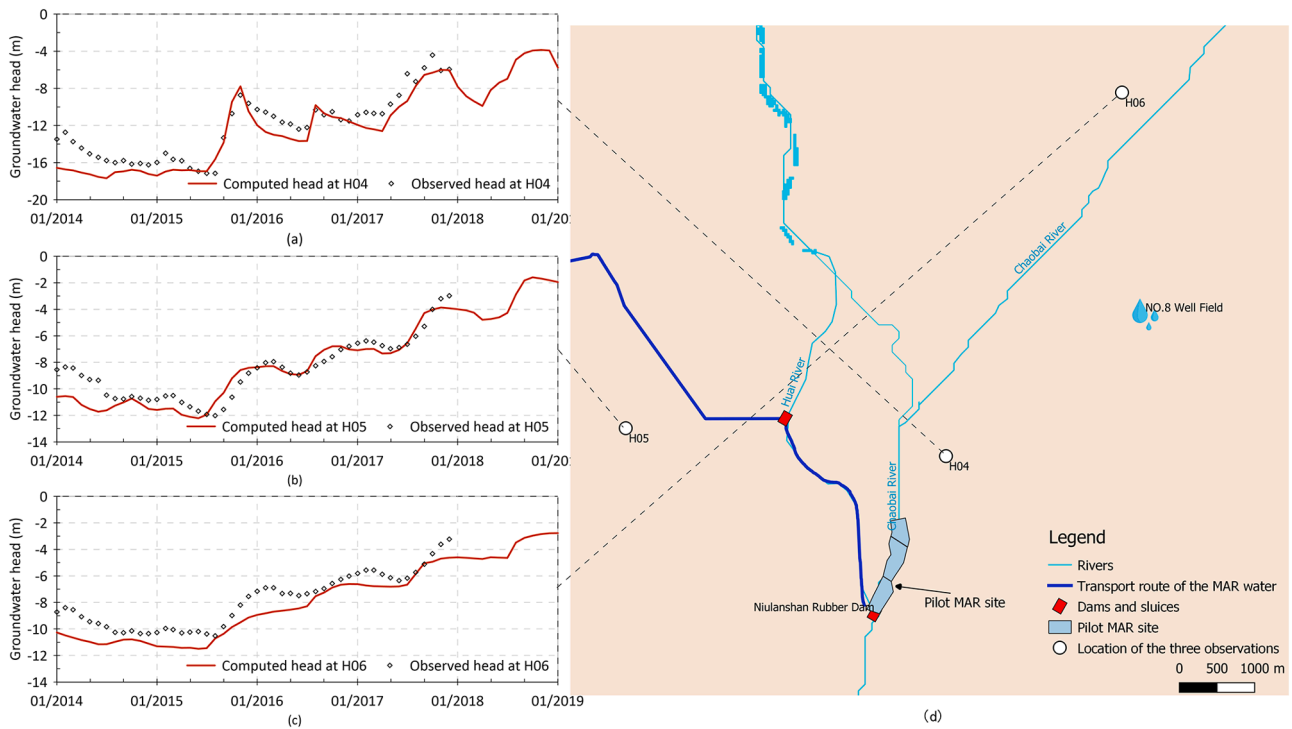 0
-4
-8
-12
-16
-20
Groundwater head (m)
Computed head at H04
Observed head at H04
01/2014
01/2015
01/2016
01/2017
01/2018
01/20
(a)
0
-2
-4
-6
-8
-10
-12
-14
Groundwater head (m)
Computed head at H05
Observed head at H05
01/2014
01/2015
01/2016
01/2017
01/2018
01/20
(b)
0
-2
-4
-6
-8
-10
-12
-14
Groundwater head (m)
Computed head at H06
Observed head at H06
01/2014
01/2015
01/2016
01/2017
01/2018
01/2019
(c)
H06
Chaobai River
NO.8 Well Field
Huai River
H05
H04
Chaobai River
Niulanshan Rubber Dam
Pilot MAR site
Legend
Rivers
Transport route of the MAR water
Dams and sluices
Pilot MAR site
Location of the three observations
0 500 1000 m
(d)